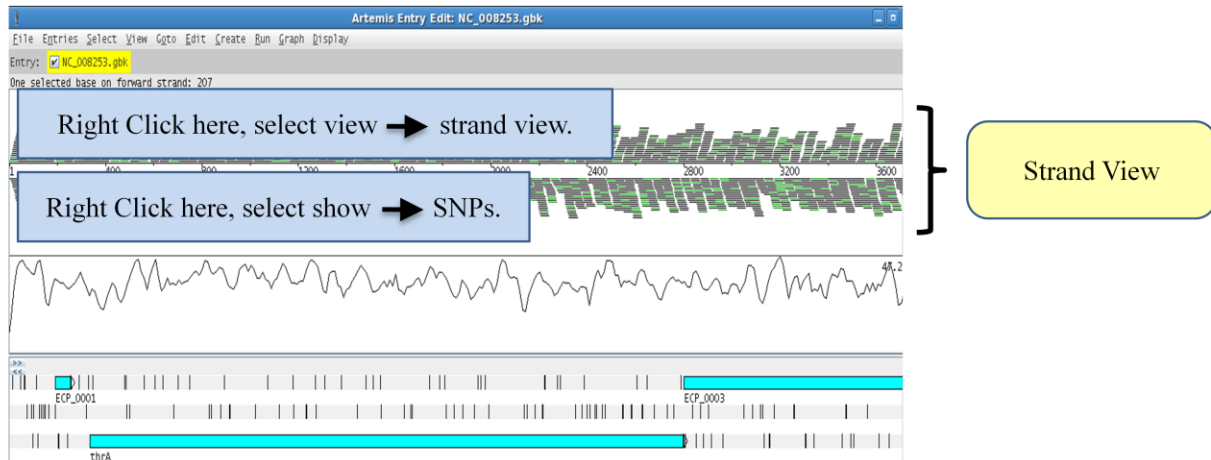 Artemis Entry Edit: NC_008253.gbk
File Entries Select View Goto Edit Create Run Graph Display
Entry: NC_008253.gbk
One selected base on forward strand: 207
Right Click here, select view → strand view.
1 400 800 1200 1600 2000 2400 2800 3200 3600
Strand View
Right Click here, select show → SNPs.
47.2
>>
<<
ECP_0001 ECP_0003
thrA